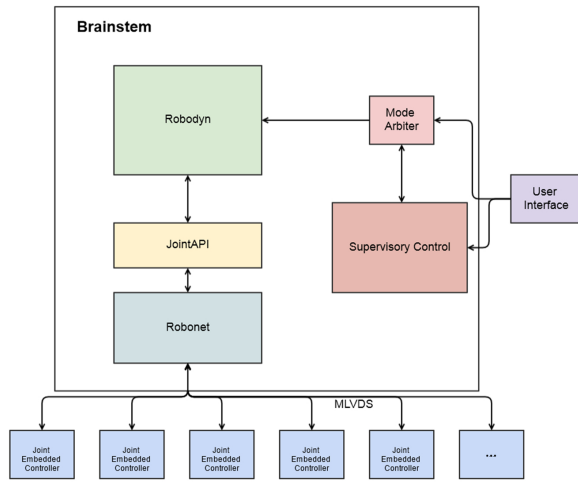 Brainstem
Robodyn
Mode
Arbiter
User
Interface
JointAPI
Supervisory Control
Robonet
MLVDS
Joint
Embedded
Controller
Joint
Embedded
Controller
Joint
Embedded
Controller
Joint
Embedded
Controller
Joint
Embedded
Controller
...